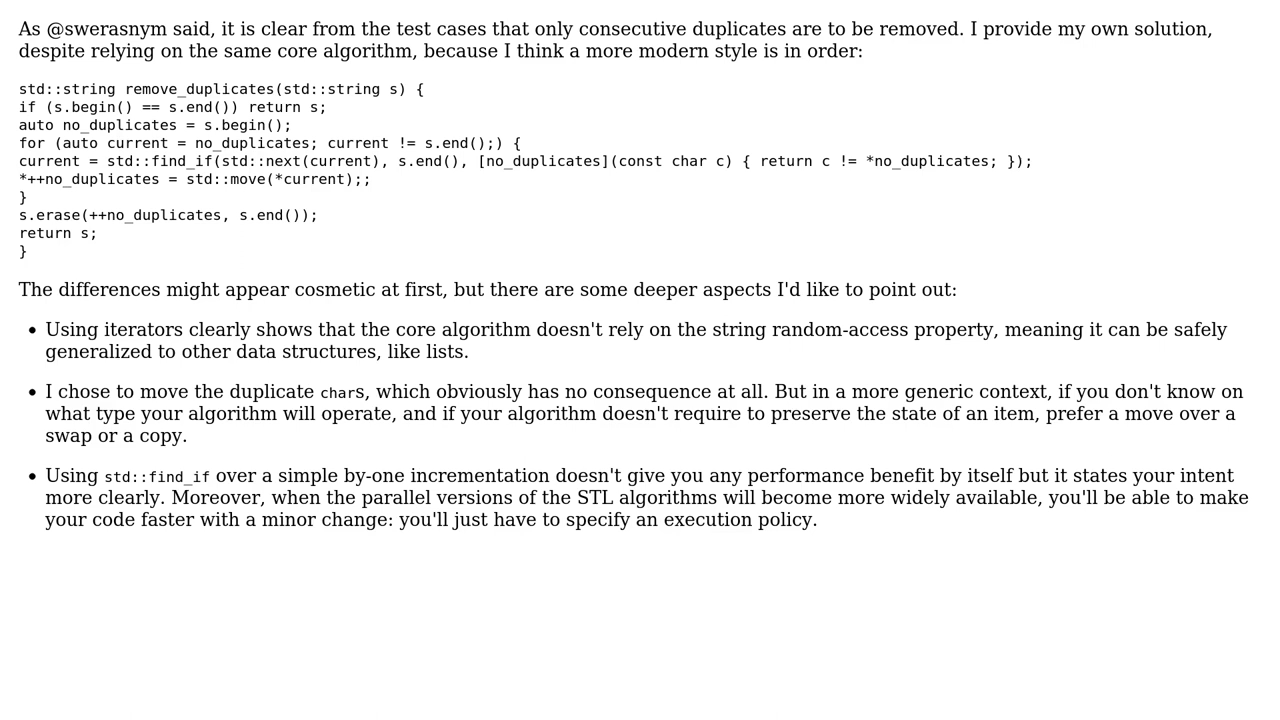 As @swerasnym said, it is clear from the test cases that only consecutive duplicates are to be removed. I provide my own solution,
despite relying on the same core algorithm, because I think a more modern style is in order:
std::string remove_duplicates(std::string s) {
if (s.begin() == s.end()) return s;
auto no_duplicates = s.begin();
for (auto current = no_duplicates; current != s.end();) {
current = std::find_if(std::next(current), s.end(), [no_duplicates](const char c) { return c != *no_duplicates; });
*++no_duplicates = std::move(*current);;
}
s.erase(++no_duplicates, s.end());
return s;
}
The differences might appear cosmetic at first, but there are some deeper aspects I'd like to point out:
• Using iterators clearly shows that the core algorithm doesn't rely on the string random-access property, meaning it can be safely
generalized to other data structures, like lists.
• I chose to move the duplicate chars, which obviously has no consequence at all. But in a more generic context, if you don't know on
what type your algorithm will operate, and if your algorithm doesn't require to preserve the state of an item, prefer a move over a
swap or a copy.
• Using std::find_if over a simple by-one incrementation doesn't give you any performance benefit by itself but it states your intent
more clearly. Moreover, when the parallel versions of the STL algorithms will become more widely available, you'll be able to make
your code faster with a minor change: you'll just have to specify an execution policy.